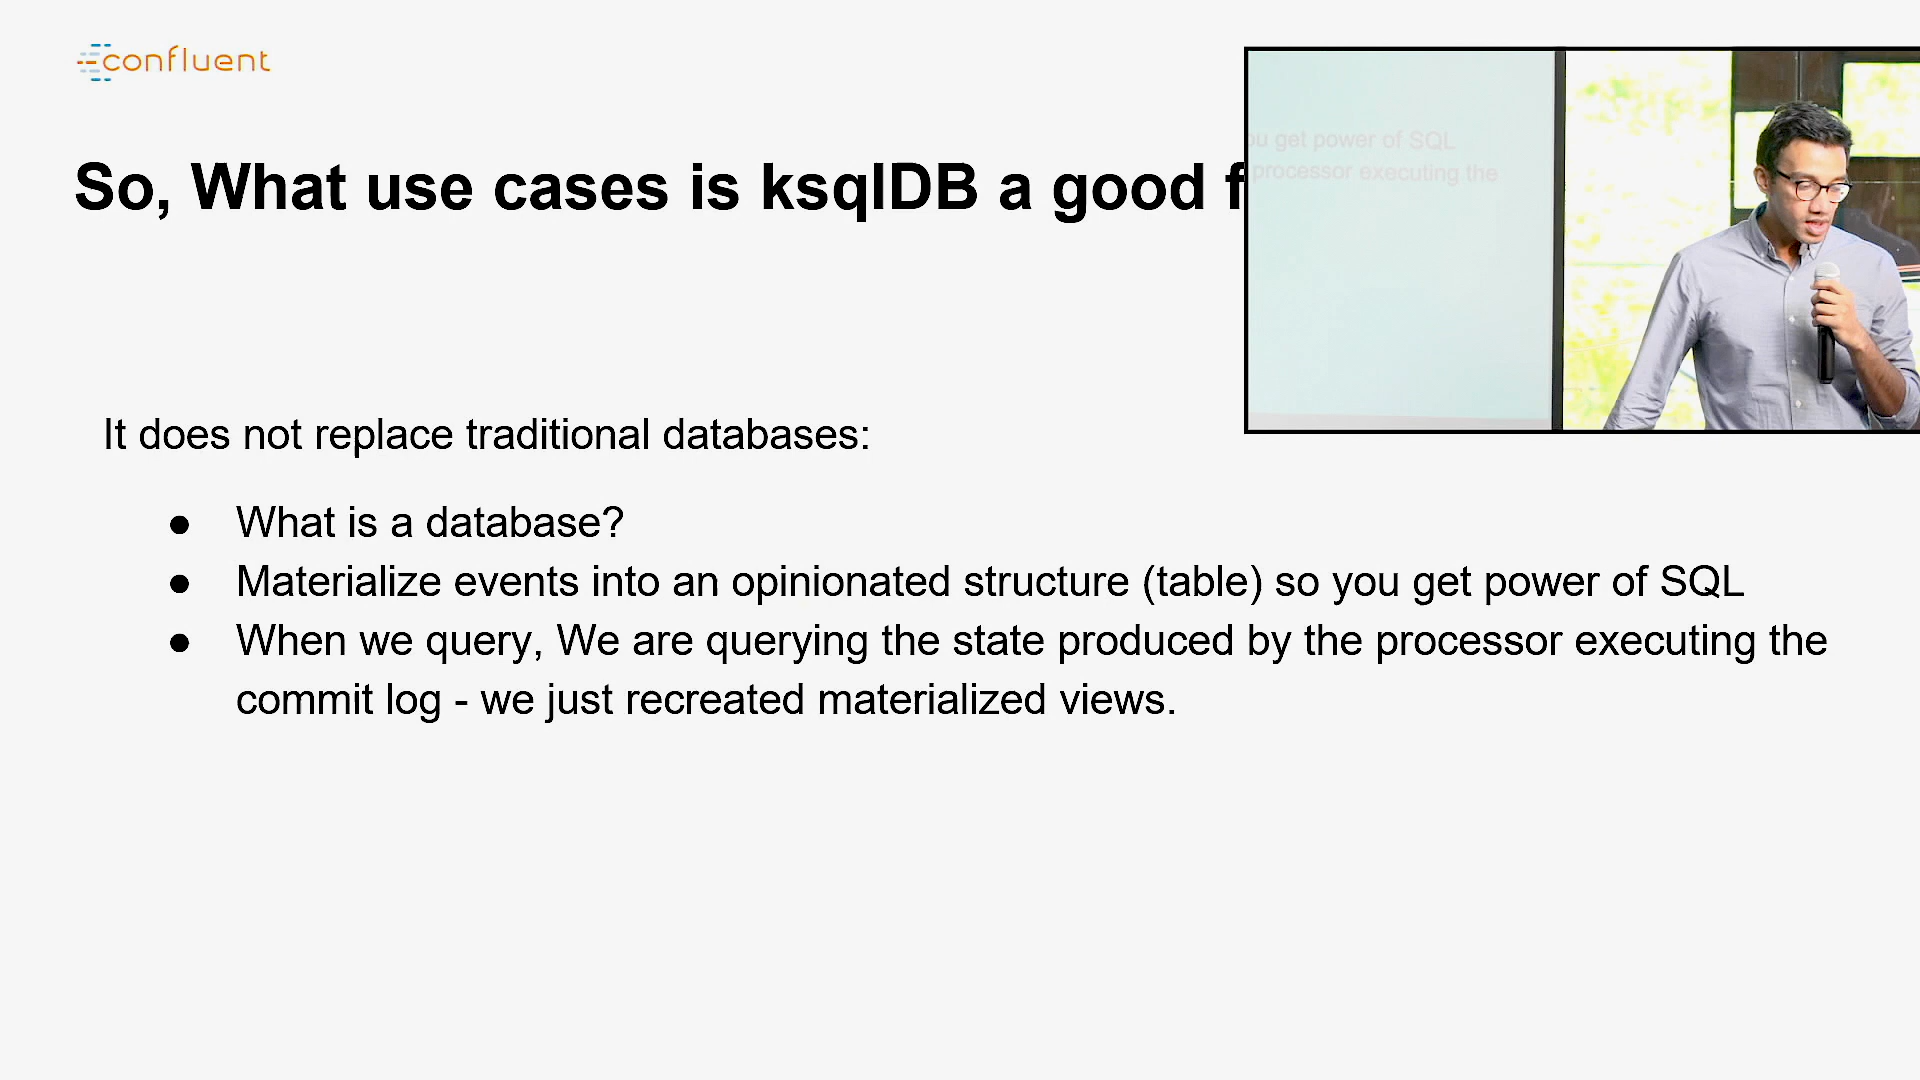 confluent
So, What use cases is ksqlDB a good f
ou get power of SQL
processor executing the
It does not replace traditional databases:
● What is a database?
● Materialize events into an opinionated structure (table) so you get power of SQL
● When we query, We are querying the state produced by the processor executing the
commit log - we just recreated materialized views.